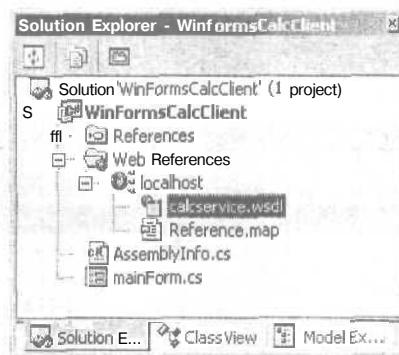 Solution Explorer - WinformsCalcClient
Solution 'WinFormsCalcClient' (1 project)
S WinFormsCalcClient
ffl References
Web References
localhost
calcservice.wsdl
Reference.map
AssemblyInfo.cs
mainForm.cs
Solution E... Class View Model Ex...